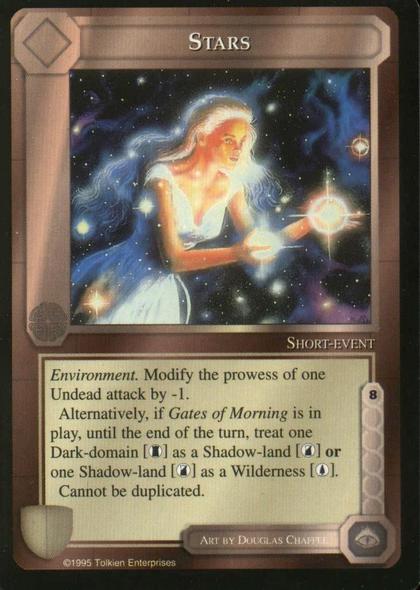 STARS
SHORT-EVENT
Environment. Modify the prowess of one
Undead attack by -1.
Alternatively, if Gates of Morning is in
play, until the end of the turn, treat one
Dark-domain [] as a Shadow-land [] or
one Shadow-land [] as a Wilderness [].
Cannot be duplicated.
8
ART BY DOUGLAS CHAFFEE
©1995 Tolkien Enterprises